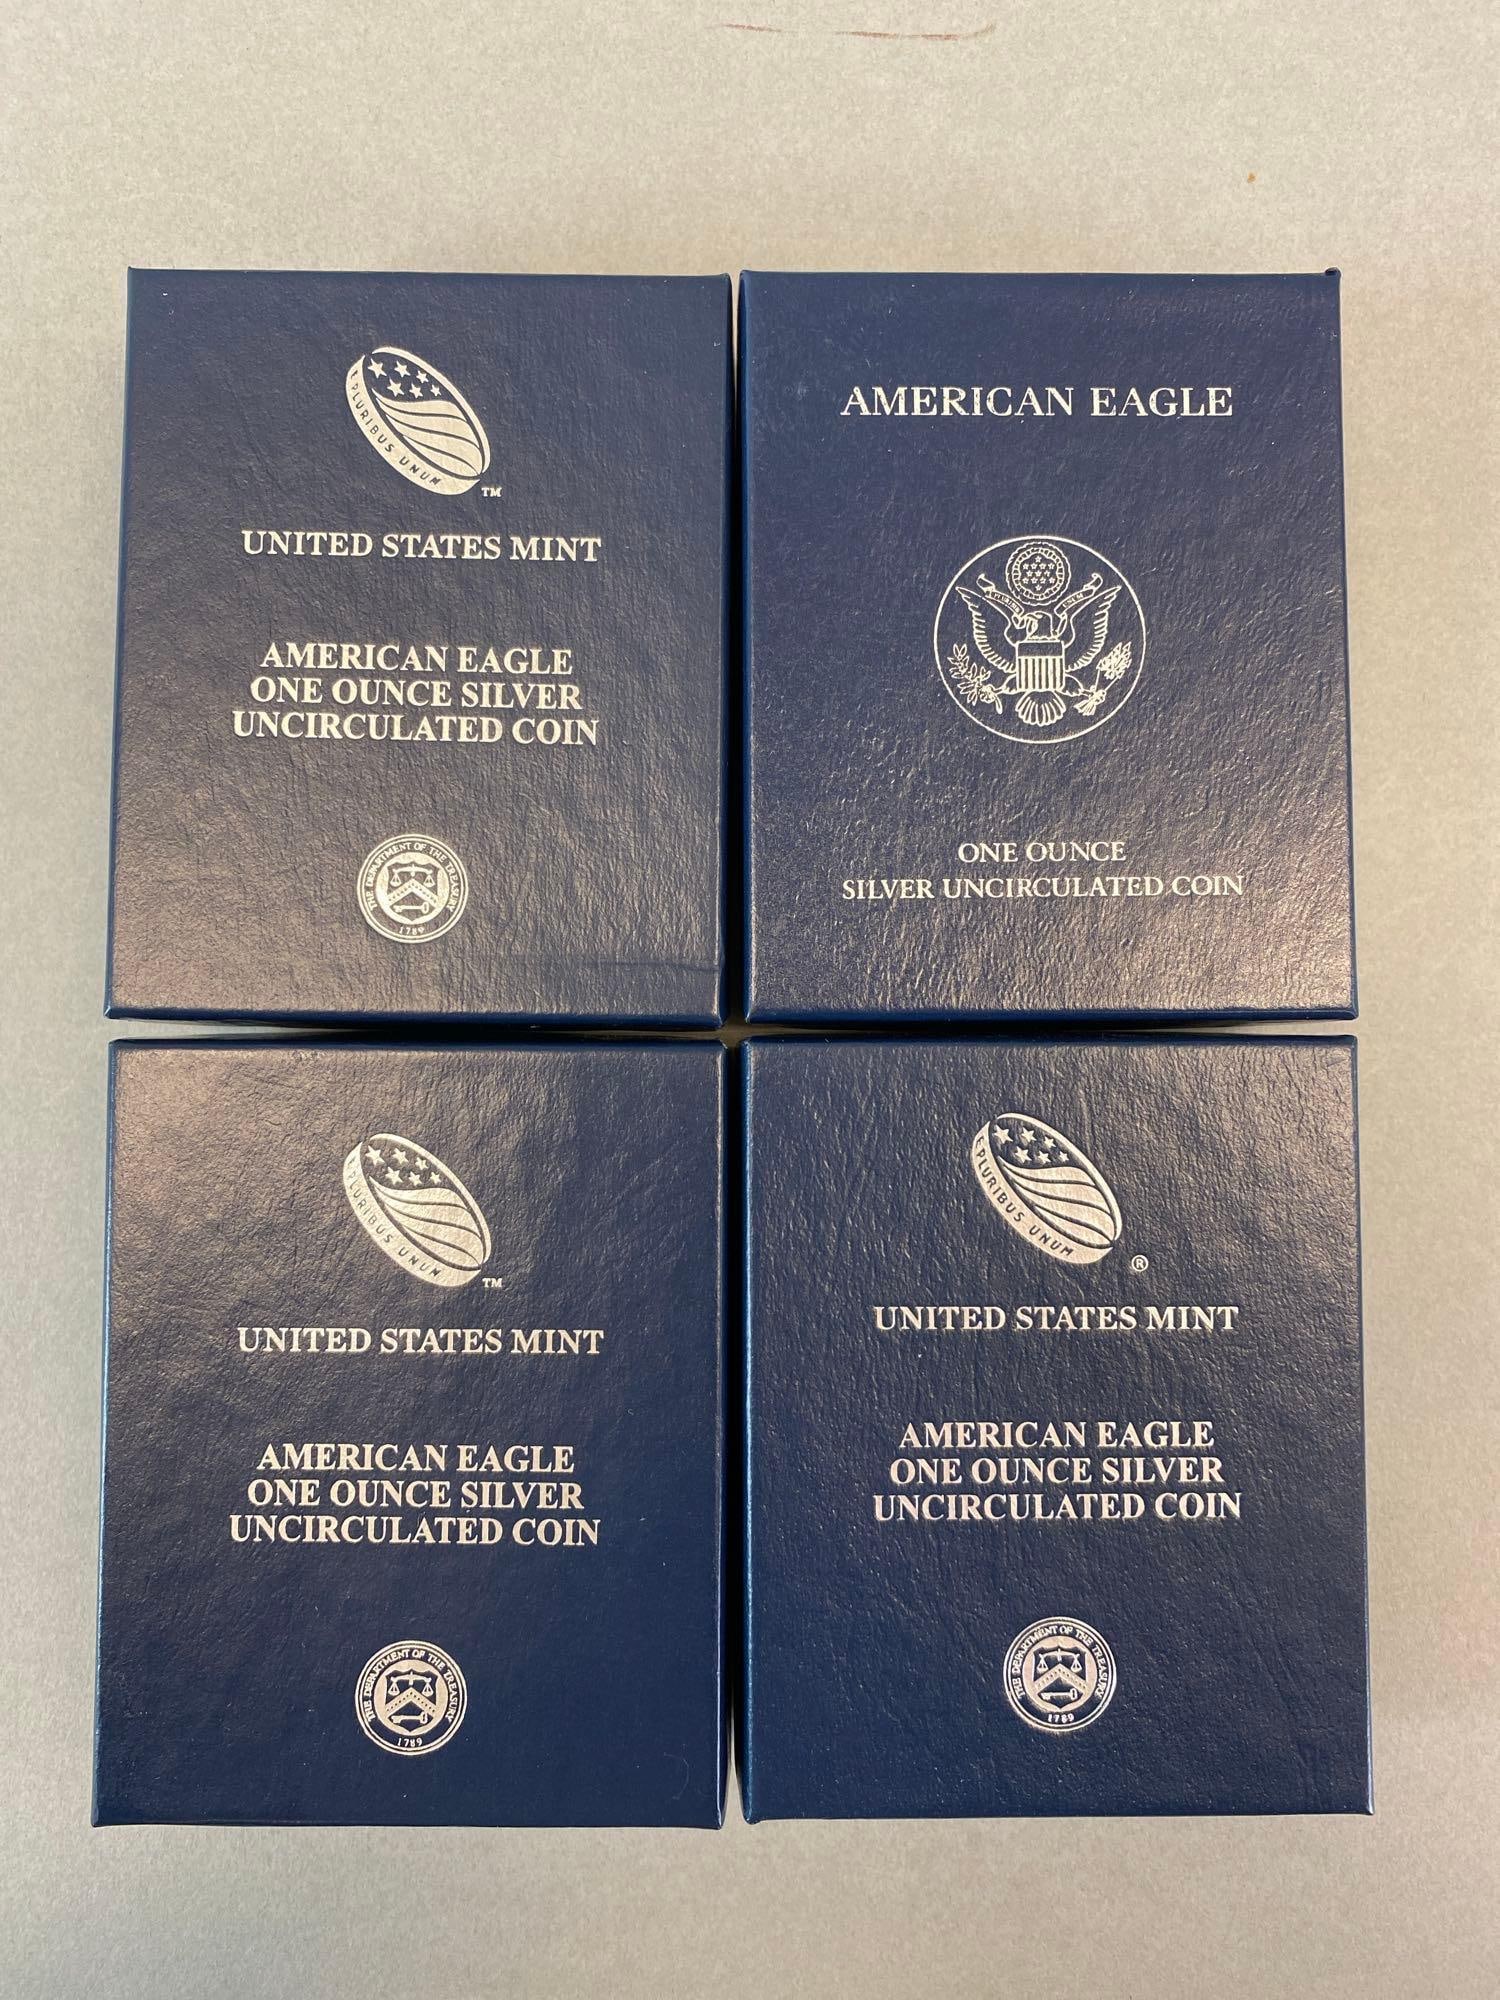 E PLURIBUS UNUM
TM
UNITED STATES MINT
AMERICAN EAGLE
ONE OUNCE SILVER
UNCIRCULATED COIN
THE DEPARTMENT OF THE TREASURY
1789
AMERICAN EAGLE
E PLURIBUS UNUM
ONE OUNCE
SILVER UNCIRCULATED COIN
E PLURIBUS UNUM
TM
UNITED STATES MINT
AMERICAN EAGLE
ONE OUNCE SILVER
UNCIRCULATED COIN
THE DEPARTMENT OF THE TREASURY
1789
E PLURIBUS UNUM
®
UNITED STATES MINT
AMERICAN EAGLE
ONE OUNCE SILVER
UNCIRCULATED COIN
THE DEPARTMENT OF THE TREASURY
1789